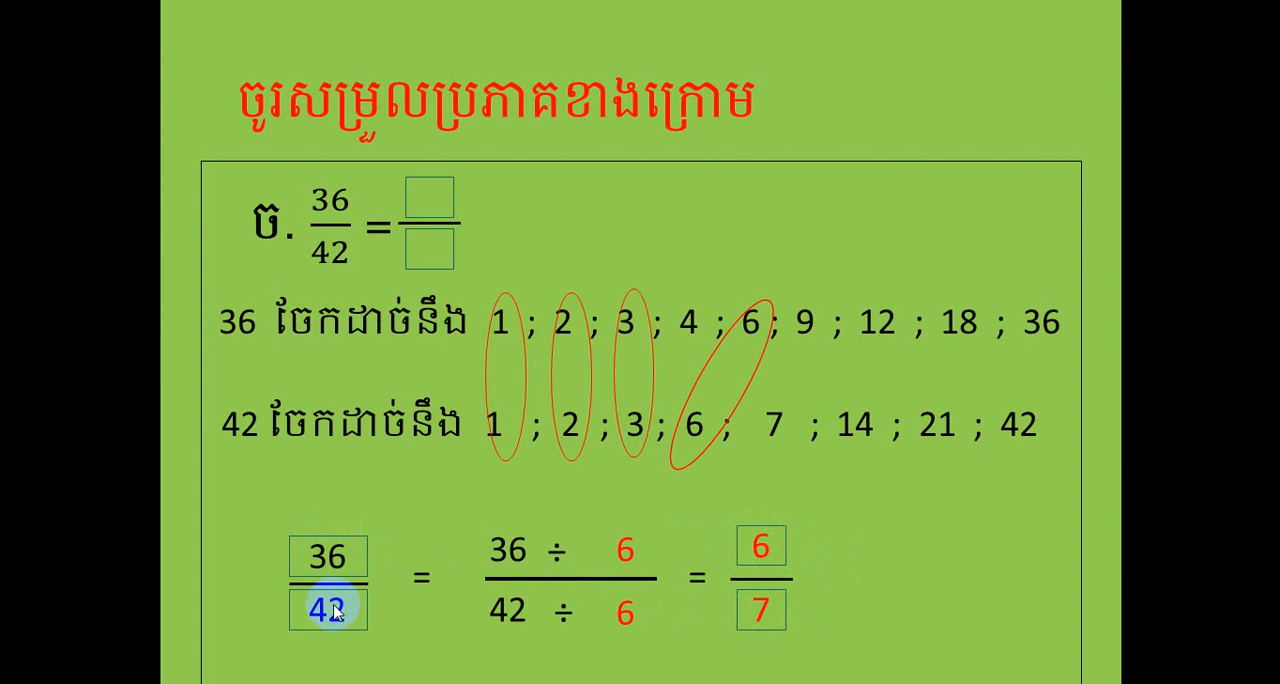 ចូរសម្រួលប្រភាគខាងក្រោម
ច. 36/42 =
36 ចែកដាច់នឹង 1 ; 2 ; 3 ; 4 ; 6 ; 9 ; 12 ; 18 ; 36
42 ចែកដាច់នឹង 1 ; 2 ; 3 ; 6 ; 7 ; 14 ; 21 ; 42
36 = 36 ÷ 6 = 6
42 42 ÷ 6 7